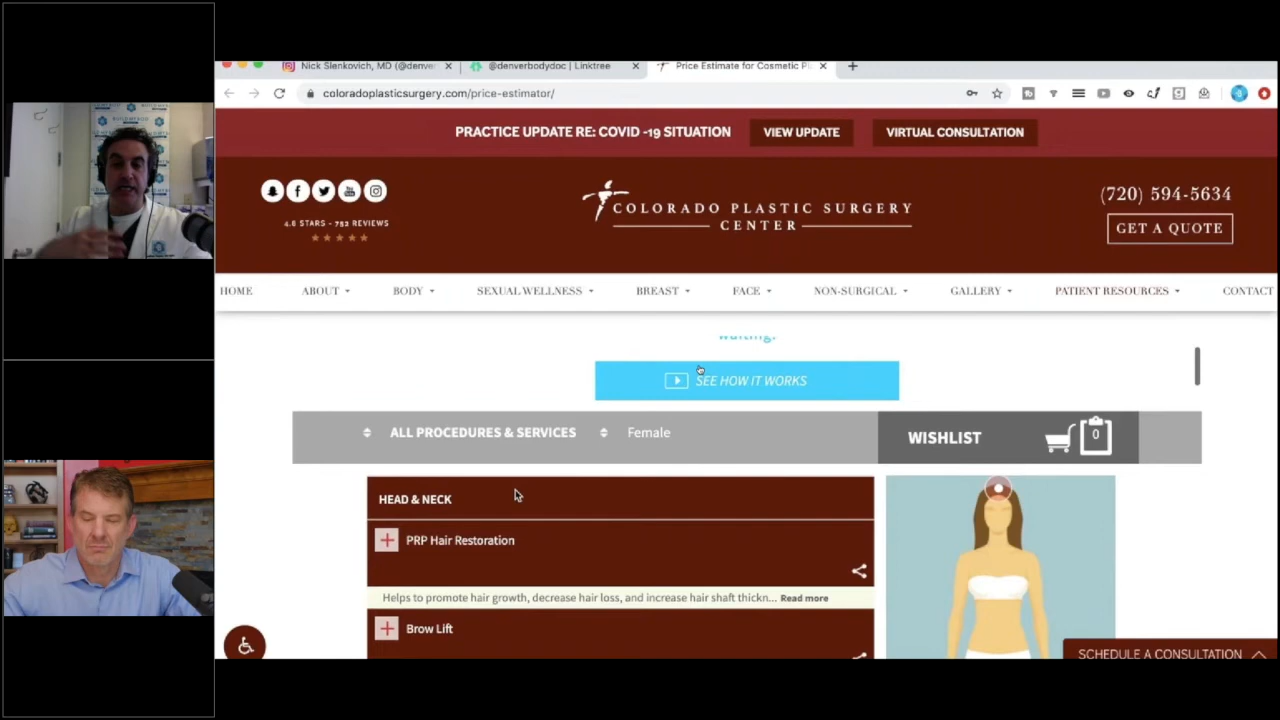 Nick Slenkovich, MD (@denver
@denverbodydoc | Linktree
Price Estimate for Cosmetic Pl
coloradoplasticsurgery.com/price-estimator/
PRACTICE UPDATE RE: COVID -19 SITUATION
VIEW UPDATE
VIRTUAL CONSULTATION
4.6 STARS - 752 REVIEWS
COLORADO PLASTIC SURGERY
CENTER
(720) 594-5634
GET A QUOTE
HOME
ABOUT
BODY
SEXUAL WELLNESS
BREAST
FACE
NON-SURGICAL
GALLERY
PATIENT RESOURCES
CONTACT
waiting.
SEE HOW IT WORKS
ALL PROCEDURES & SERVICES
Female
WISHLIST
0
HEAD & NECK
PRP Hair Restoration
Helps to promote hair growth, decrease hair loss, and increase hair shaft thickn... Read more
Brow Lift
SCHEDULE A CONSULTATION